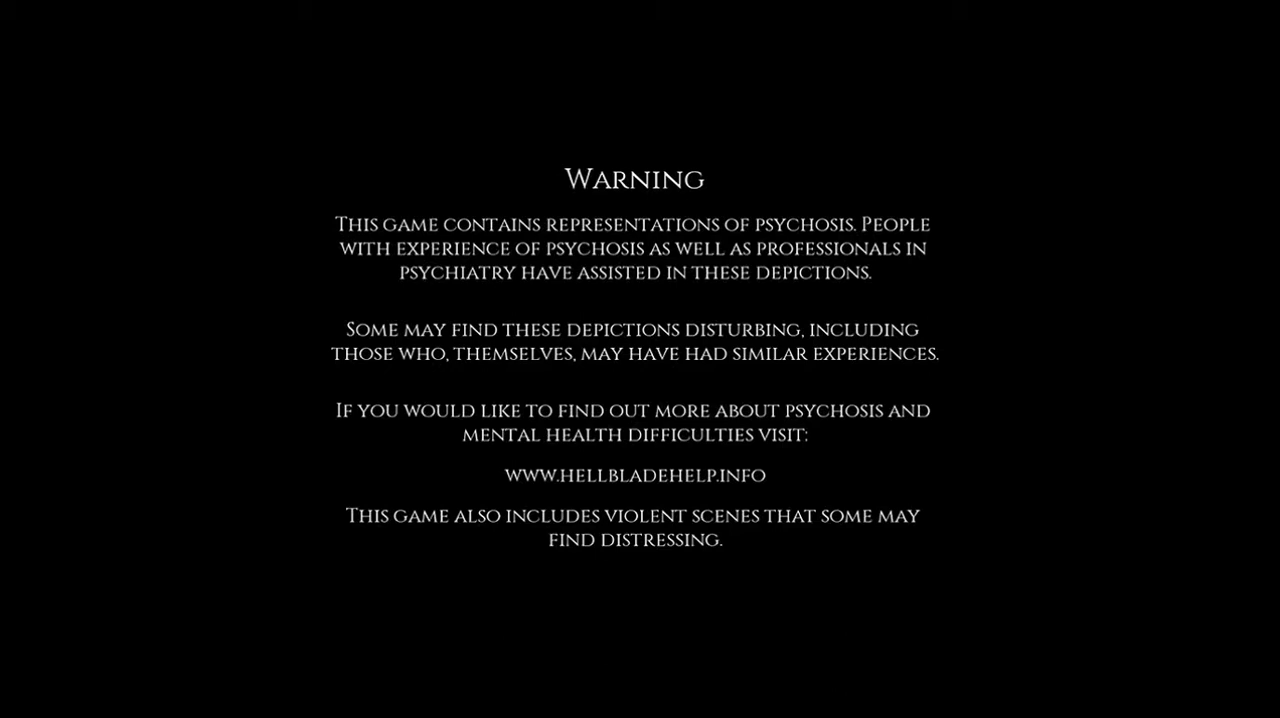 Warning
This game contains representations of psychosis. People
with experience of psychosis as well as professionals in
psychiatry have assisted in these depictions.
Some may find these depictions disturbing, including
those who, themselves, may have had similar experiences.
If you would like to find out more about psychosis and
mental health difficulties visit:
www.hellbladehelp.info
This game also includes violent scenes that some may
find distressing.